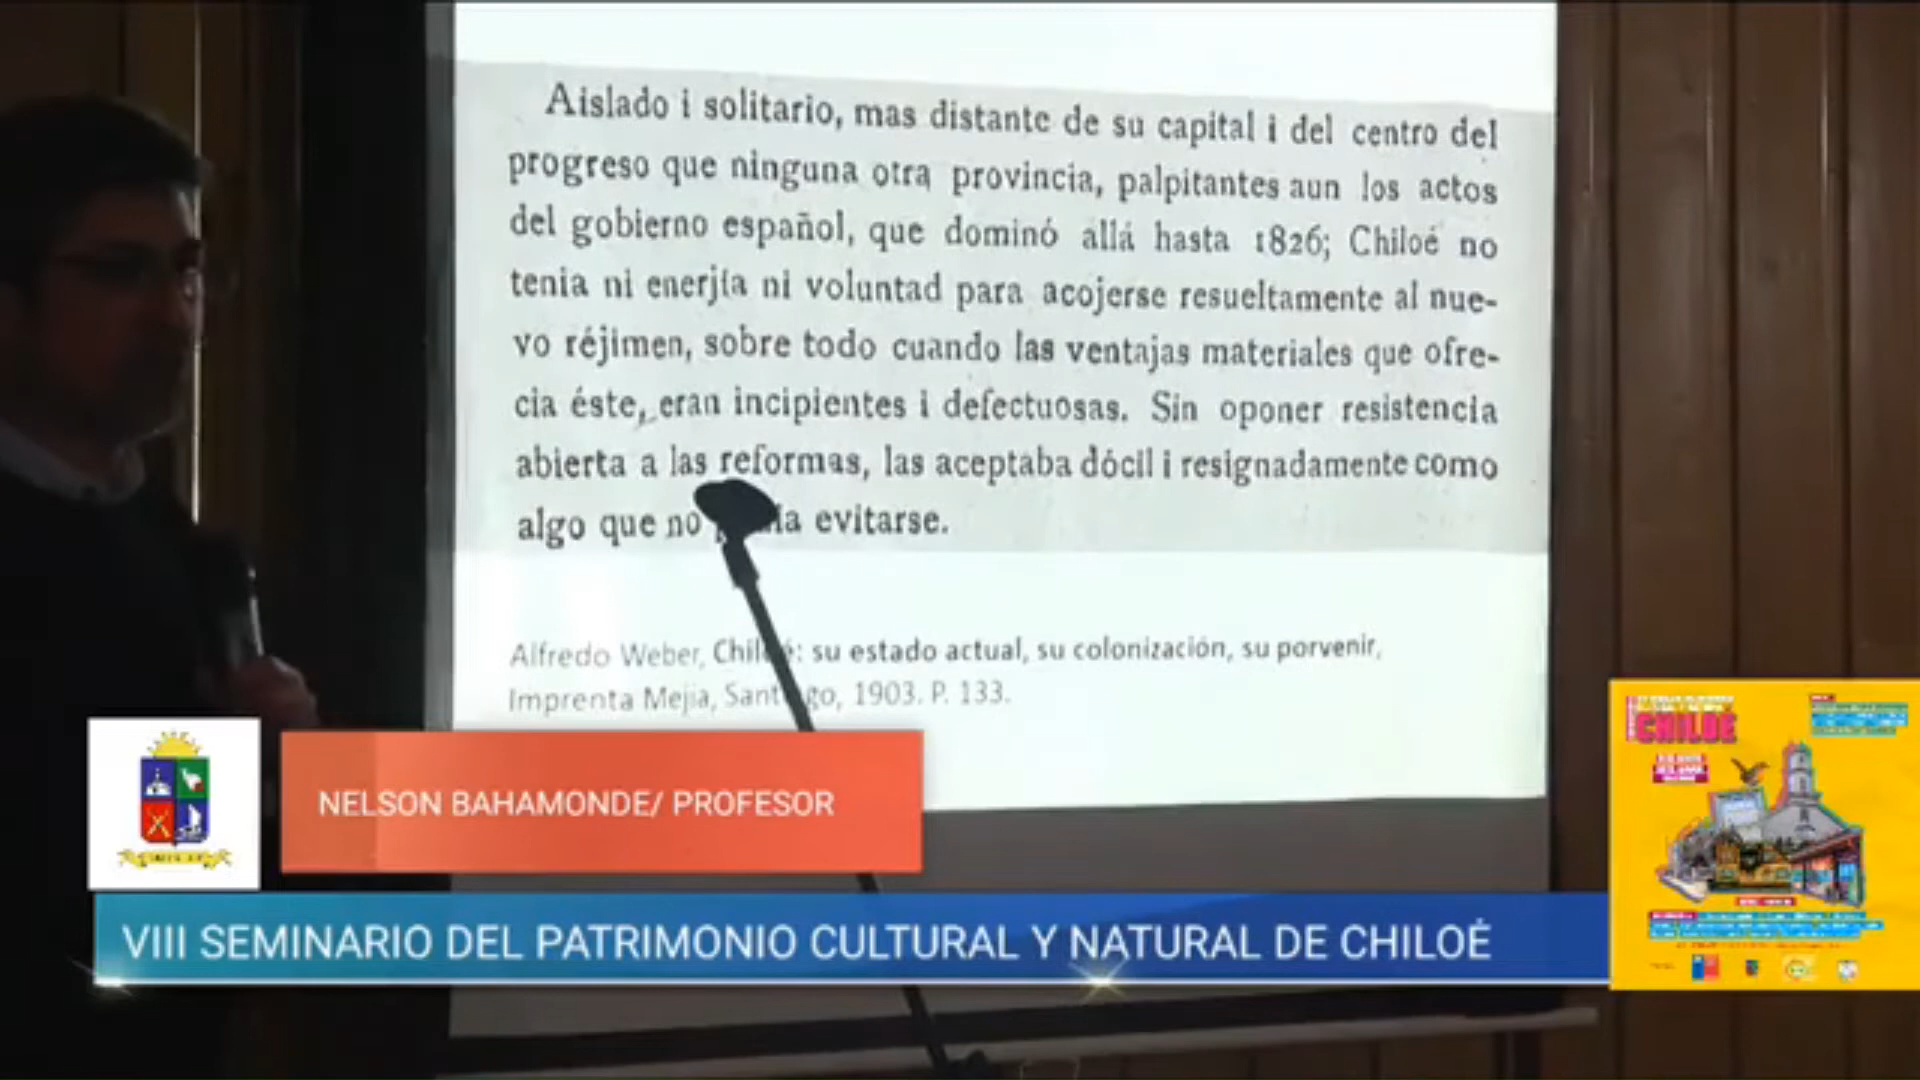 Aislado i solitario, mas distante de su capital i del centro del
progreso que ninguna otra provincia, palpitantes aun los actos
del gobierno español, que dominó allá hasta 1826; Chiloé no
tenia ni enerjía ni voluntad para acojerse resueltamente al nue-
vo réjimen, sobre todo cuando las ventajas materiales que ofre-
cia éste, eran incipientes i defectuosas. Sin oponer resistencia
abierta a las reformas, las aceptaba dócil i resignadamente como
algo que no evitarse.
Alfredo Weber, Chiloé: su estado actual, su colonización, su porvenir,
Imprenta Mejia, Santiago, 1903. P. 133.
NELSON BAHAMONDE/ PROFESOR
VIII SEMINARIO DEL PATRIMONIO CULTURAL Y NATURAL DE CHILOÉ
CHILOÉ